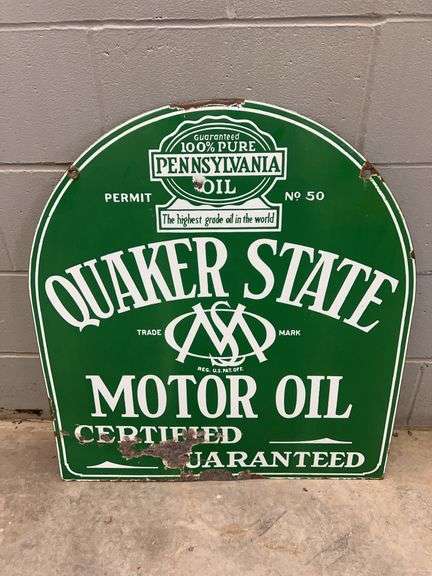 Guaranteed
100% PURE
PENNSYLVANIA
OIL
PERMIT Nº 50
The highest grade oil in the world
QUAKER STATE
TRADE MARK
REG. U.S. PAT. OFF.
MOTOR OIL
CERTIFIED
UARANTEED